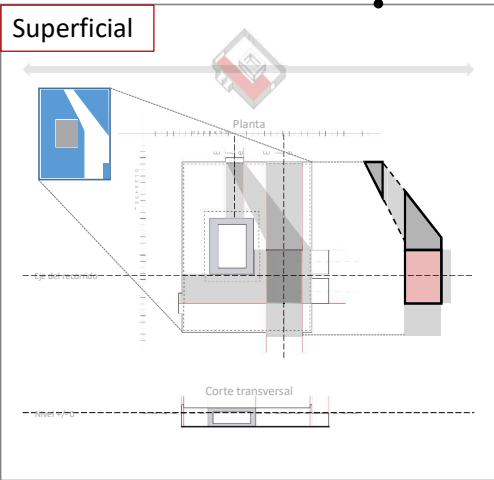 Superficial
Planta
Eje del recorrido
Corte transversal
Nivel +/- 0